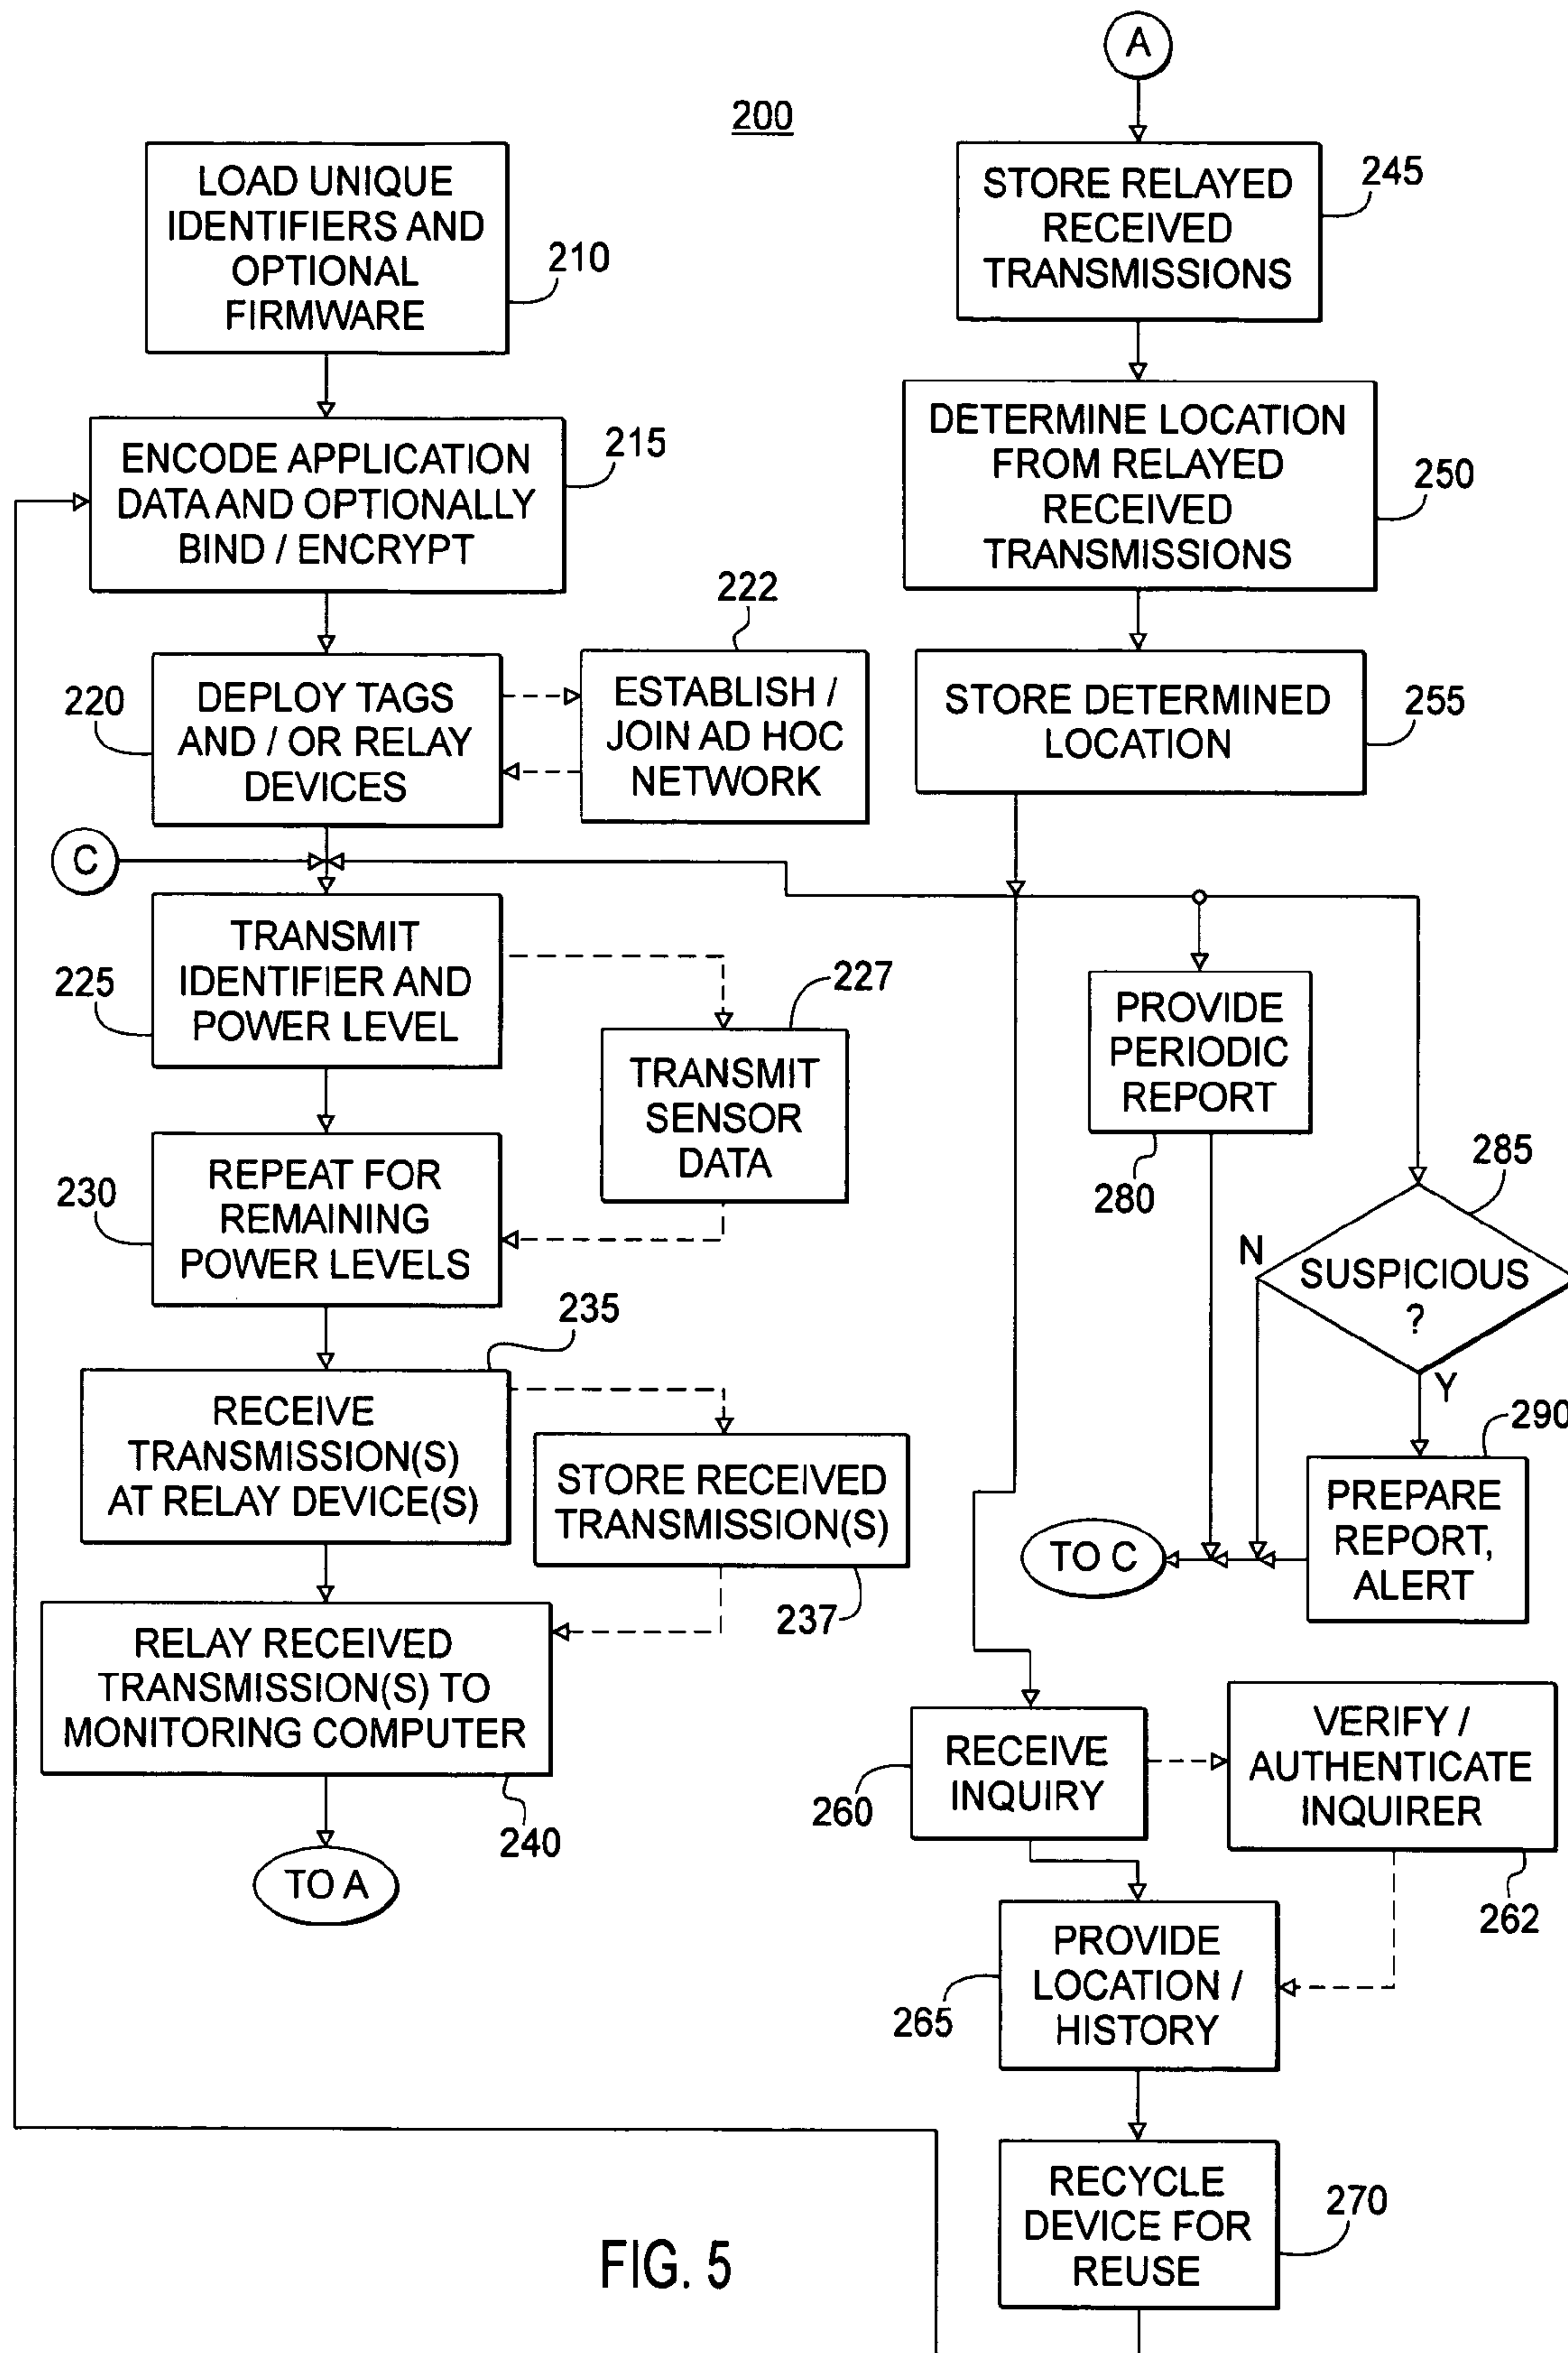 200
LOAD UNIQUE
IDENTIFIERS AND
OPTIONAL
FIRMWARE
210
ENCODE APPLICATION
DATA AND OPTIONALLY
BIND / ENCRYPT
215
DEPLOY TAGS
AND / OR RELAY
DEVICES
220
222
ESTABLISH /
JOIN AD HOC
NETWORK
C
TRANSMIT
IDENTIFIER AND
POWER LEVEL
225
227
TRANSMIT
SENSOR
DATA
REPEAT FOR
REMAINING
POWER LEVELS
230
235
RECEIVE
TRANSMISSION(S)
AT RELAY DEVICE(S)
STORE RECEIVED
TRANSMISSION(S)
237
RELAY RECEIVED
TRANSMISSION(S) TO
MONITORING COMPUTER
240
TO A
A
STORE RELAYED
RECEIVED
TRANSMISSIONS
245
DETERMINE LOCATION
FROM RELAYED
RECEIVED
TRANSMISSIONS
250
STORE DETERMINED
LOCATION
255
PROVIDE
PERIODIC
REPORT
280
285
SUSPICIOUS
?
N
Y
290
PREPARE
REPORT,
ALERT
TO C
RECEIVE
INQUIRY
260
VERIFY /
AUTHENTICATE
INQUIRER
262
PROVIDE
LOCATION /
HISTORY
265
RECYCLE
DEVICE FOR
REUSE
270
FIG. 5